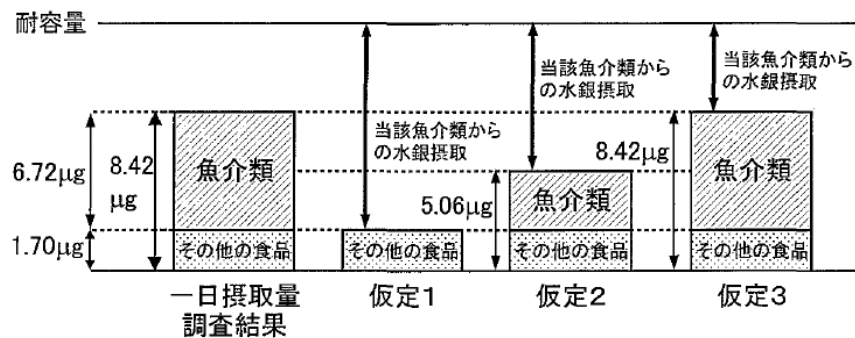 耐容量
当該魚介類から
の水銀摂取
当該魚介類から
の水銀摂取
当該魚介類から
の水銀摂取
6.72μg
8.42
μg
魚介類
5.06μg
魚介類
8.42μg
魚介類
1.70μg
その他の食品
その他の食品
その他の食品
その他の食品
一日摂取量
調査結果
仮定1
仮定2
仮定3